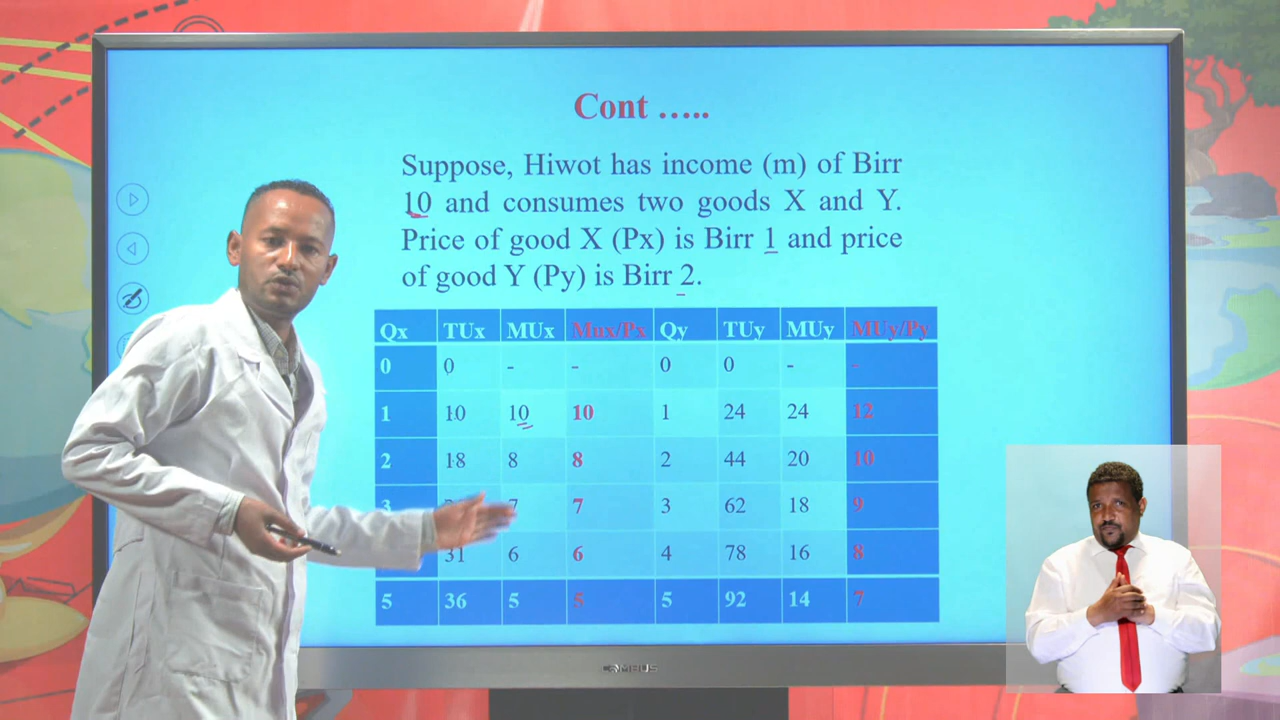 Cont …..
Suppose, Hiwot has income (m) of Birr
10 and consumes two goods X and Y.
Price of good X (Px) is Birr 1 and price
of good Y (Py) is Birr 2.
Qx TUx MUx Mux/Px Qy TUy MUy MUy/Py
0 0 - - 0 0 - -
1 10 10 10 1 24 24 12
2 18 8 8 2 44 20 10
3 7 7 3 62 18 9
31 6 6 4 78 16 8
5 36 5 5 5 92 14 7